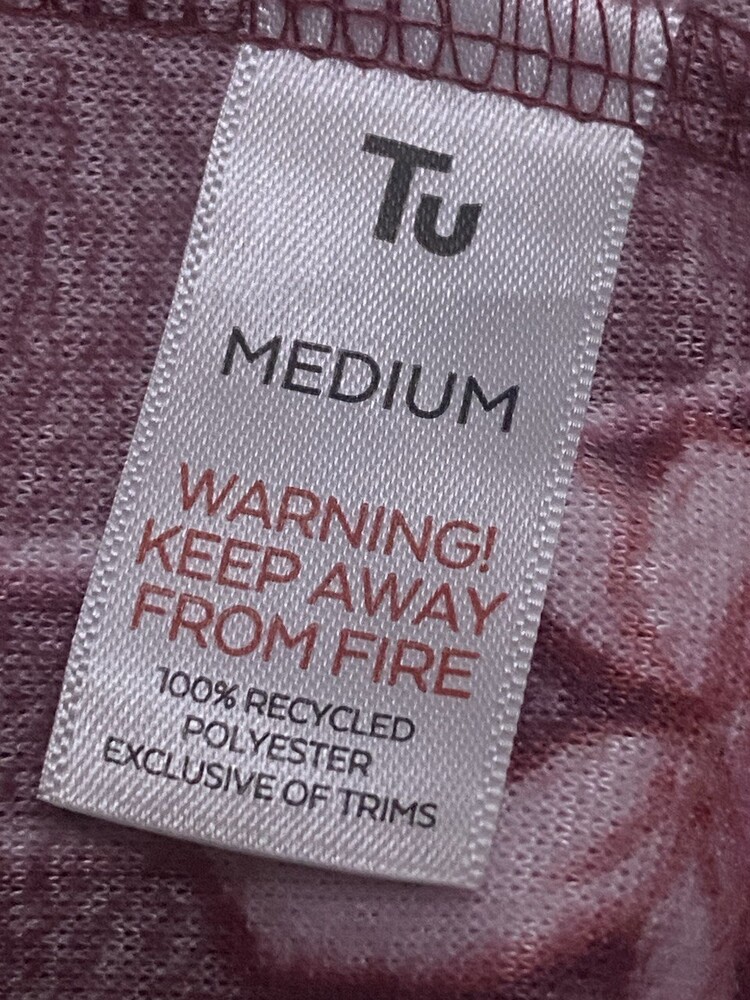 Tu
MEDIUM
WARNING!
KEEP AWAY
FROM FIRE
100% RECYCLED
POLYESTER
EXCLUSIVE OF TRIMS